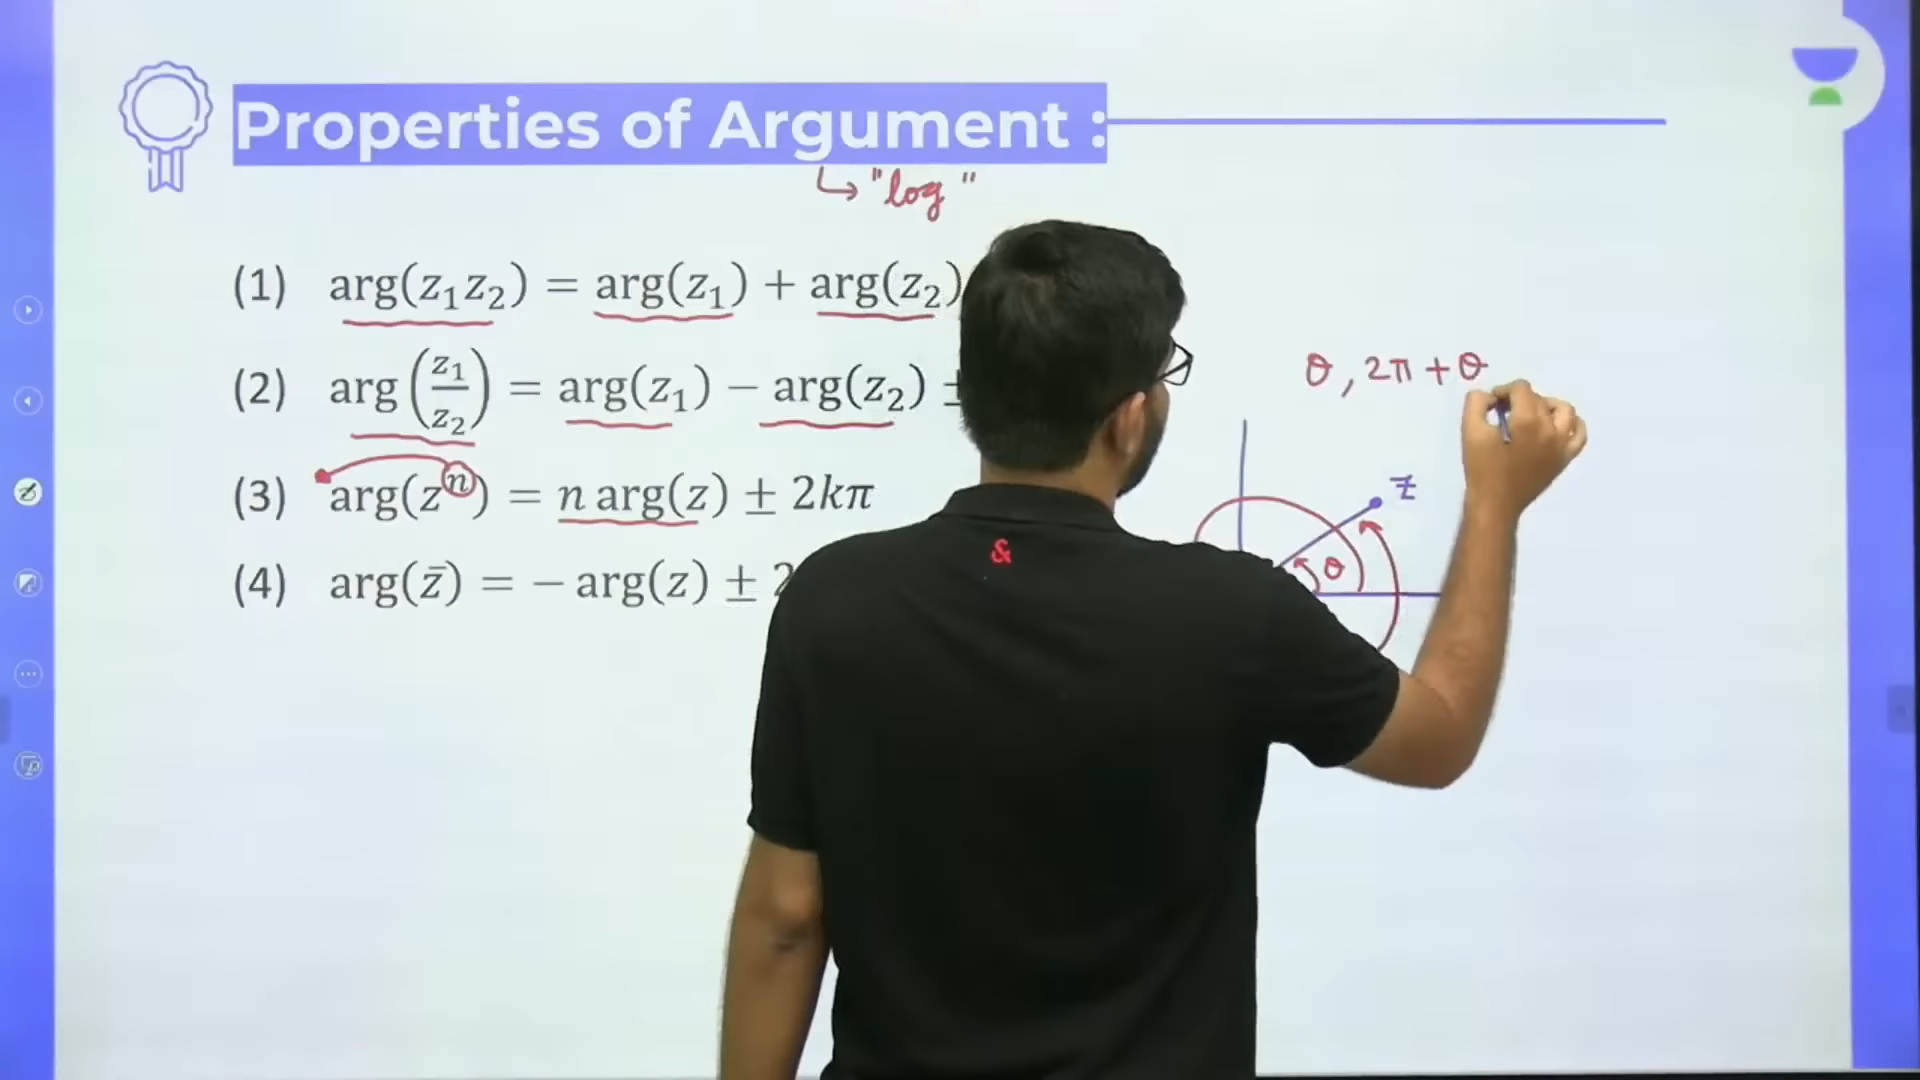 Properties of Argument :
↳ "log"
(1) arg(z₁z₂) = arg(z₁) + arg(z₂)
(2) arg(z₁/z₂) = arg(z₁) − arg(z₂) ±
(3) arg(zⁿ) = n arg(z) ± 2kπ
(4) arg(z̄) = − arg(z) ± 2
&
θ, 2π + θ
z
θ